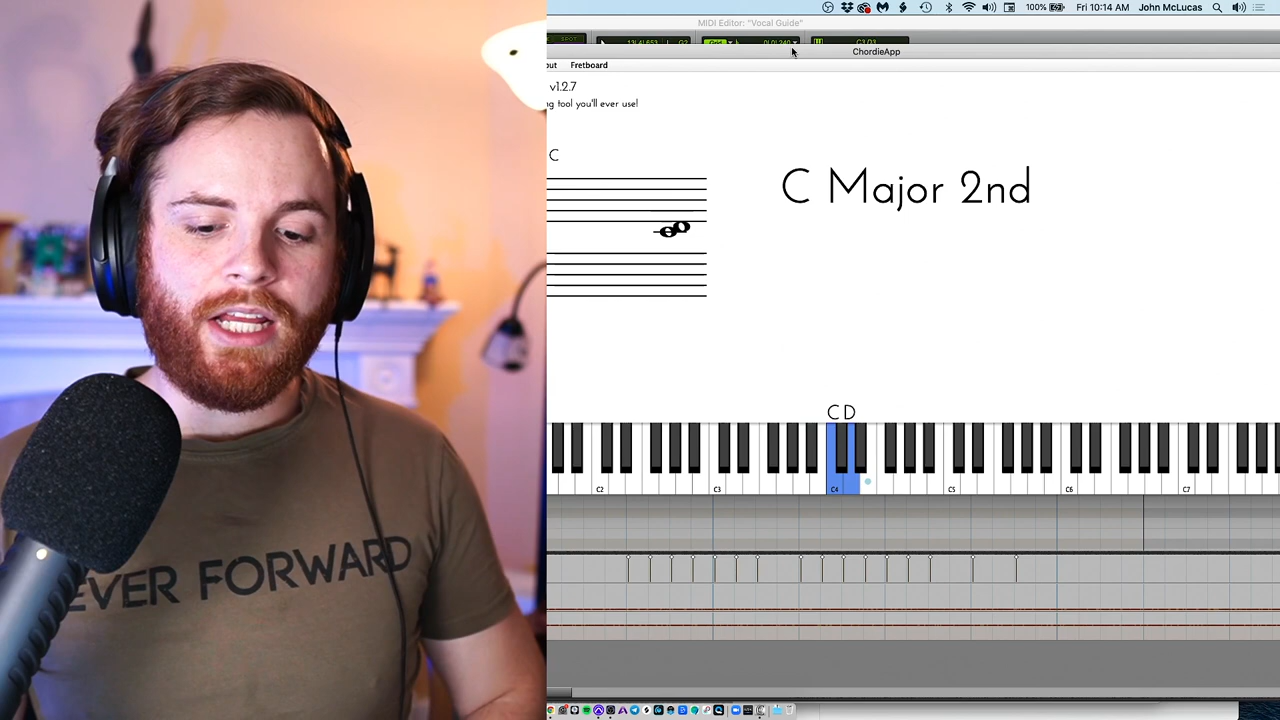 100% Fri 10:14 AM John McLucas
MIDI Editor: "Vocal Guide"
ChordieApp
Fretboard
v1.2.7
tool you'll ever use!
C
C Major 2nd
C D
C2 C3 C4 C5 C6 C7
EVER FORWARD